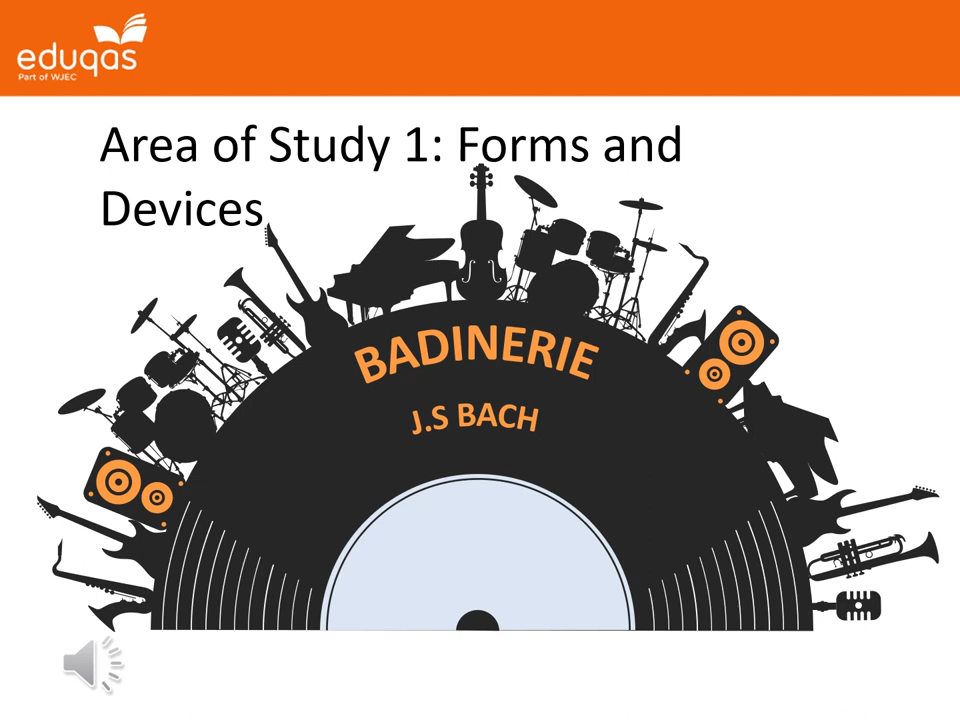 eduqas
Part of WJEC
Area of Study 1: Forms and
Devices
BADINERIE
J.S BACH